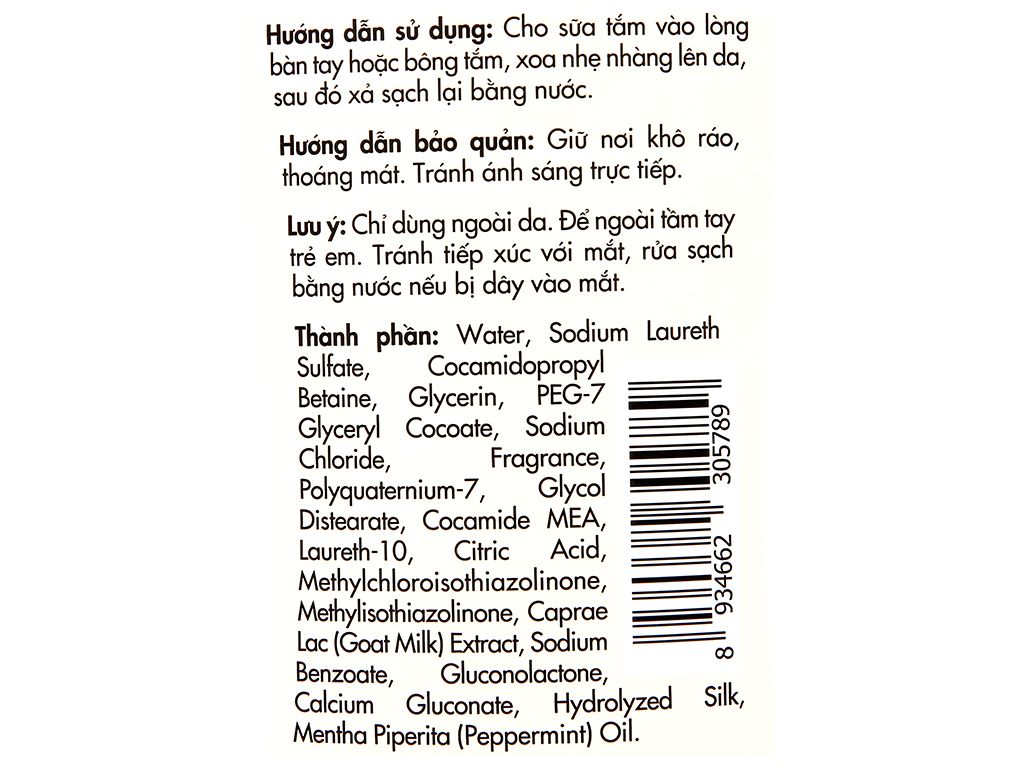 Hướng dẫn sử dụng: Cho sữa tắm vào lòng
bàn tay hoặc bông tắm, xoa nhẹ nhàng lên da,
sau đó xả sạch lại bằng nước.
Hướng dẫn bảo quản: Giữ nơi khô ráo,
thoáng mát. Tránh ánh sáng trực tiếp.
Lưu ý: Chỉ dùng ngoài da. Để ngoài tầm tay
trẻ em. Tránh tiếp xúc với mắt, rửa sạch
bằng nước nếu bị dây vào mắt.
Thành phần: Water, Sodium Laureth
Sulfate, Cocamidopropyl
Betaine, Glycerin, PEG-7
Glyceryl Cocoate, Sodium
Chloride, Fragrance,
Polyquaternium-7, Glycol
Distearate, Cocamide MEA,
Laureth-10, Citric Acid,
Methylchloroisothiazolinone,
Methylisothiazolinone, Caprae
Lac (Goat Milk) Extract, Sodium
Benzoate, Gluconolactone,
Calcium Gluconate, Hydrolyzed Silk,
Mentha Piperita (Peppermint) Oil.
8 934662 305789